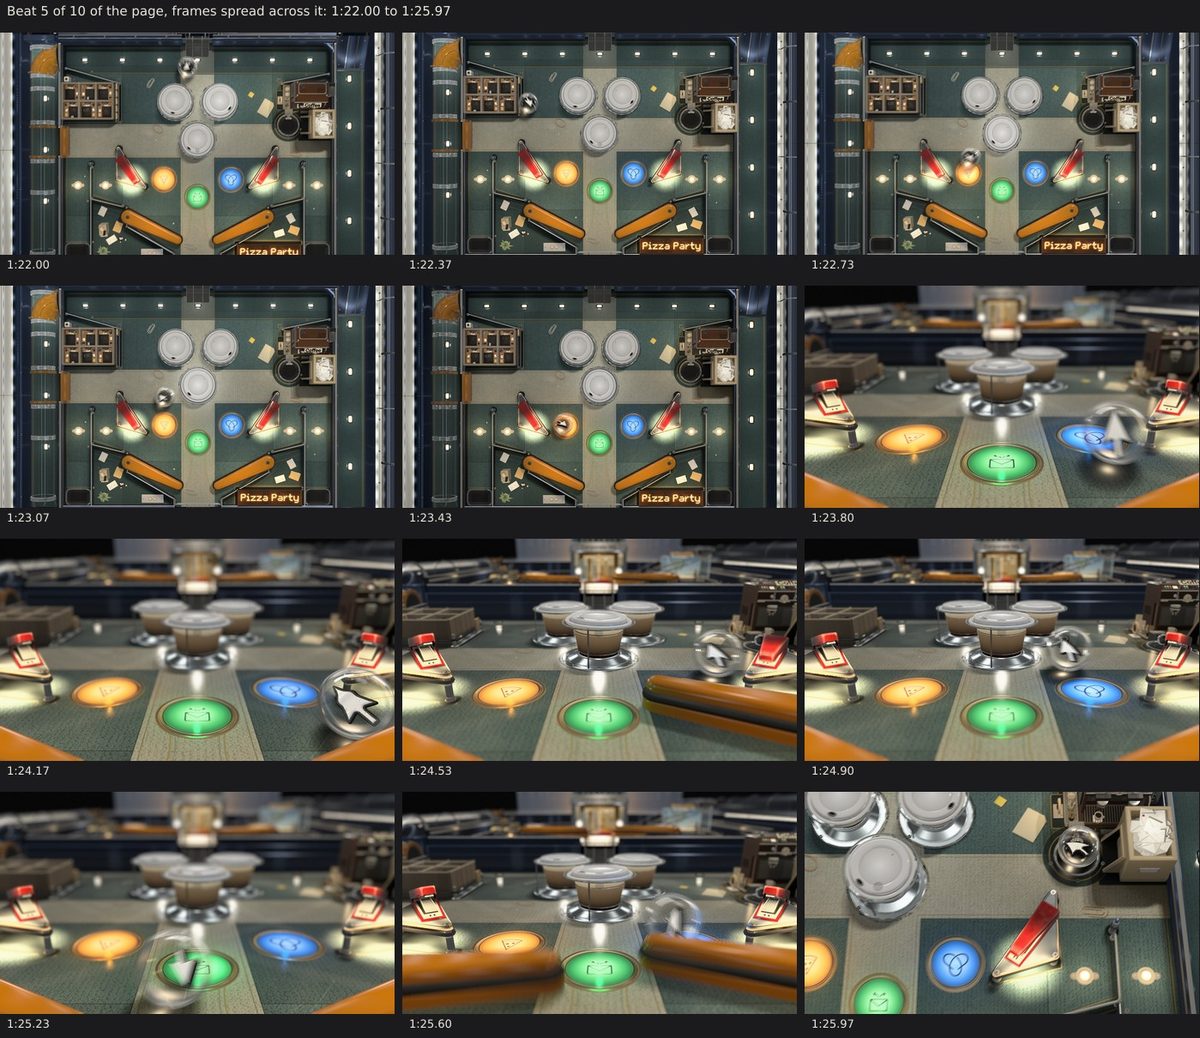 Beat 5 of 10 of the page, frames spread across it: 1:22.00 to 1:25.97
Pizza Party
1:22.00
Pizza Party
1:22.37
Pizza Party
1:22.73
Pizza Party
1:23.07
Pizza Party
1:23.43
1:23.80
1:24.17
1:24.53
1:24.90
1:25.23
1:25.60
1:25.97